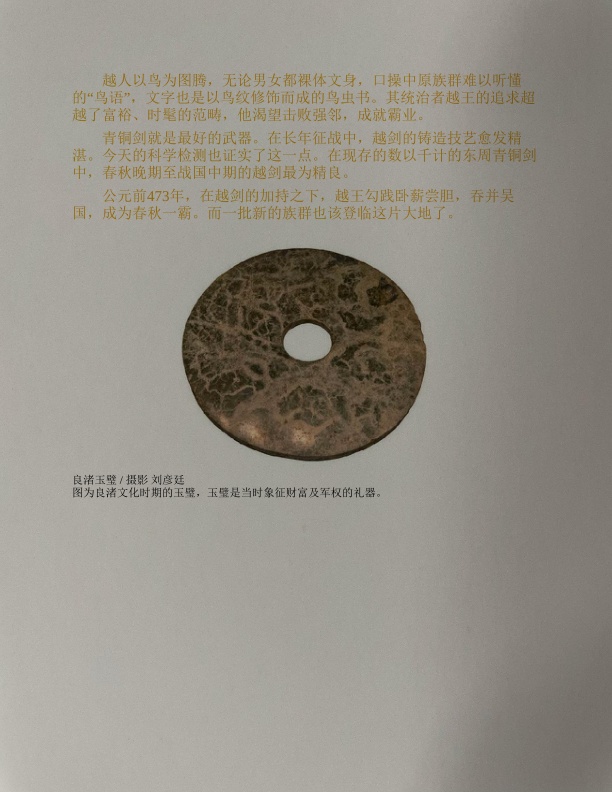 越人以鸟为图腾，无论男女都裸体文身，口操中原族群难以听懂
的“鸟语”，文字也是以鸟纹修饰而成的鸟虫书。其统治者越王的追求超
越了富裕、时髦的范畴，他渴望击败强邻，成就霸业。
青铜剑就是最好的武器。在长年征战中，越剑的铸造技艺愈发精
湛。今天的科学检测也证实了这一点。在现存的数以千计的东周青铜剑
中，春秋晚期至战国中期的越剑最为精良。
公元前473年，在越剑的加持之下，越王勾践卧薪尝胆，吞并吴
国，成为春秋一霸。而一批新的族群也该登临这片大地了。
良渚玉璧 / 摄影 刘彦廷
图为良渚文化时期的玉璧，玉璧是当时象征财富及军权的礼器。